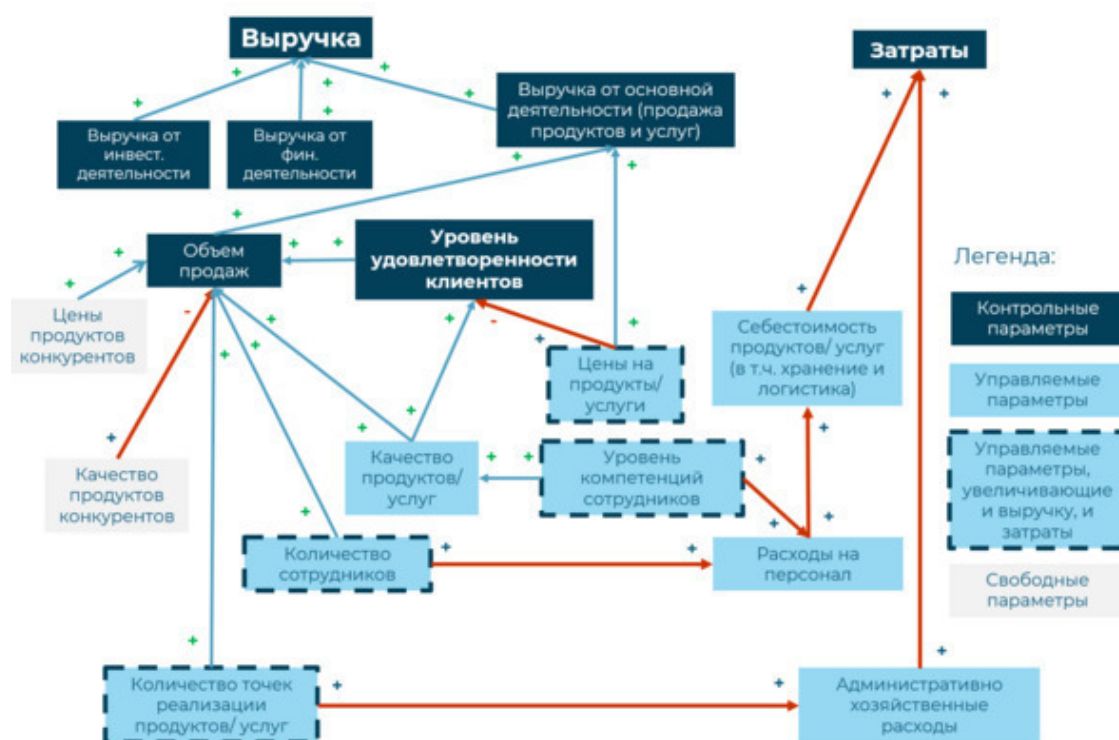 Выручка
Затраты
Выручка от основной
деятельности (продажа
продуктов и услуг)
Выручка от
инвест.
деятельности
Выручка от
фин.
деятельности
Объем
продаж
Уровень
удовлетворенности
клиентов
Легенда:
Цены
продуктов
конкурентов
Себестоимость
продуктов/ услуг
(в т.ч. хранение и
логистика)
Контрольные
параметры
Цены на
продукты/
услуги
Управляемые
параметры
Качество
продуктов
конкурентов
Качество
продуктов/
услуг
Уровень
компетенций
сотрудников
Управляемые
параметры,
увеличивающие
и выручку, и
затраты
Количество
сотрудников
Расходы на
персонал
Свободные
параметры
Количество точек
реализации
продуктов/ услуг
Административно
хозяйственные
расходы